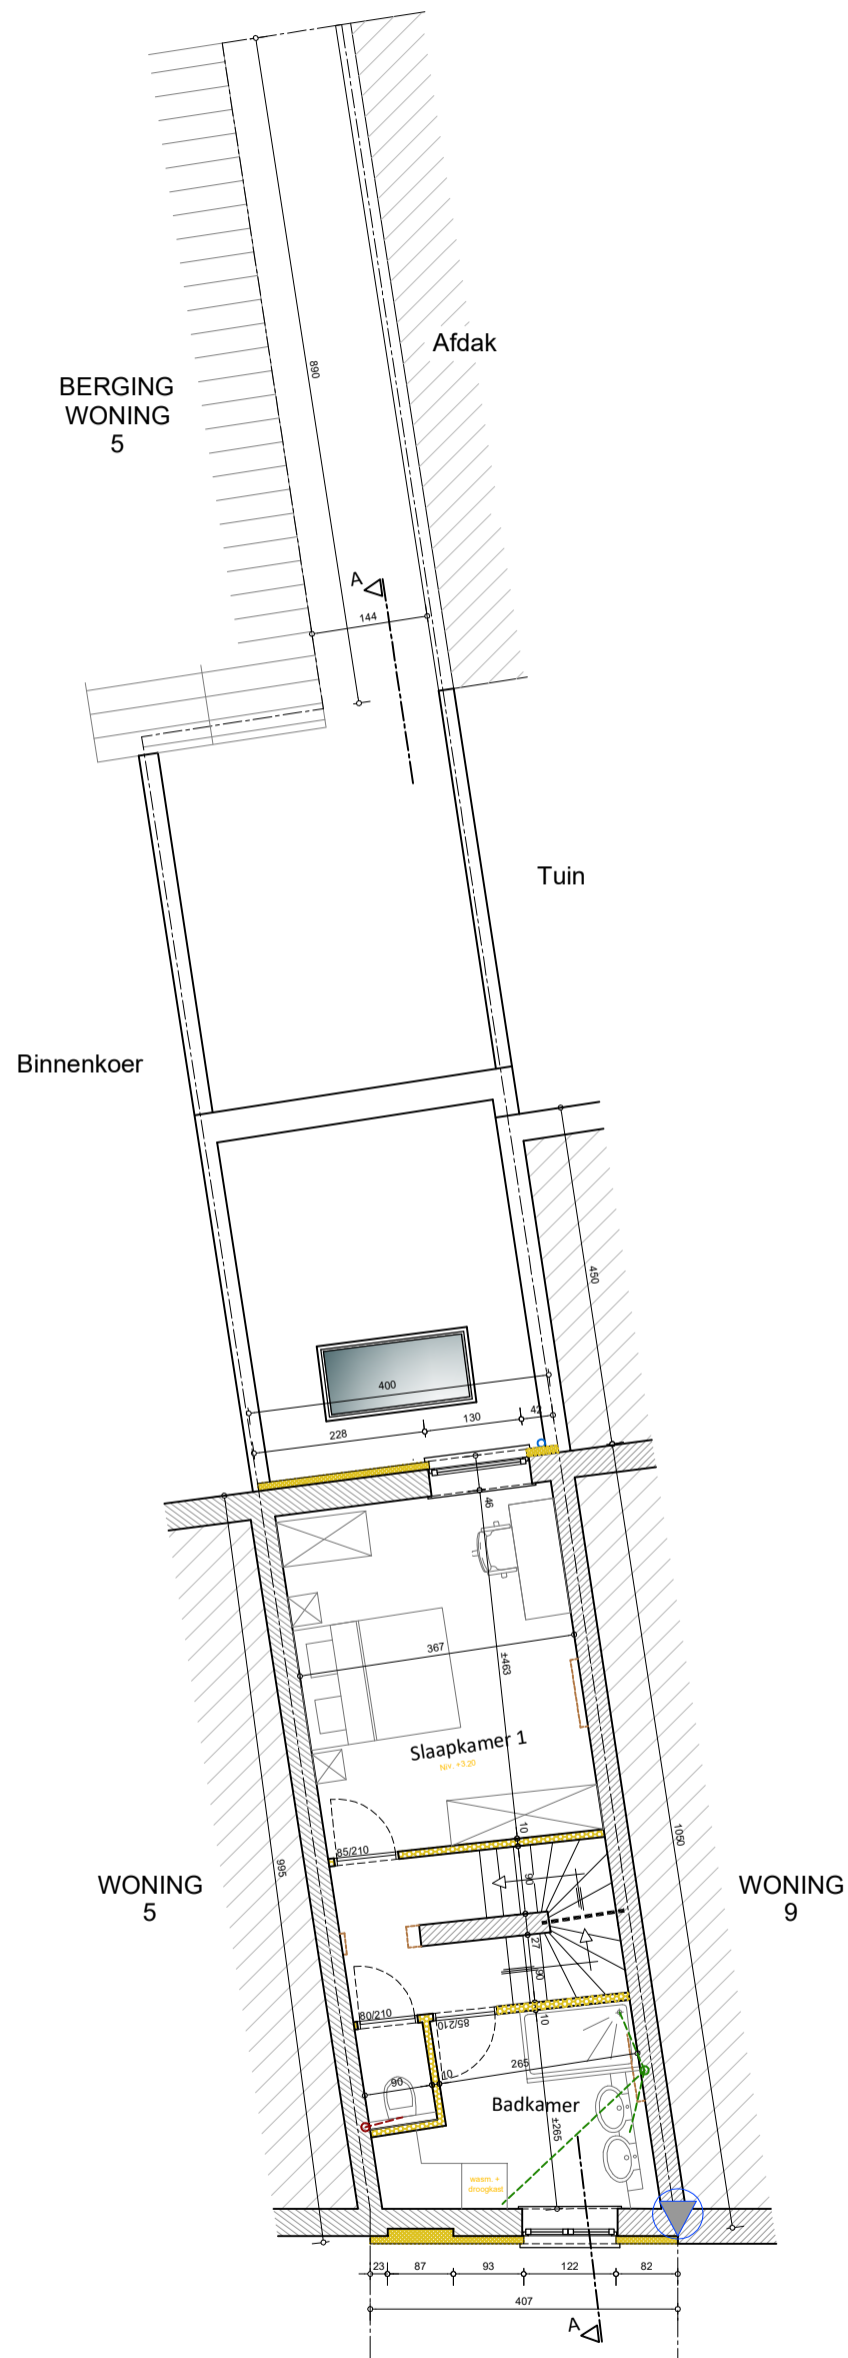 890
Afdak
BERGING
WONING
5
A
144
Tuin
Binnenkoer
450
400
42
130
228
46
367
±463
Slaapkamer 1
Niv. +3.20
10
85/210
1050
995
90
WONING
5
WONING
9
27
90
80/210
85/210
10
265
90
10
Badkamer
±265
wasm. +
droogkast
23
87
93
122
82
407
A